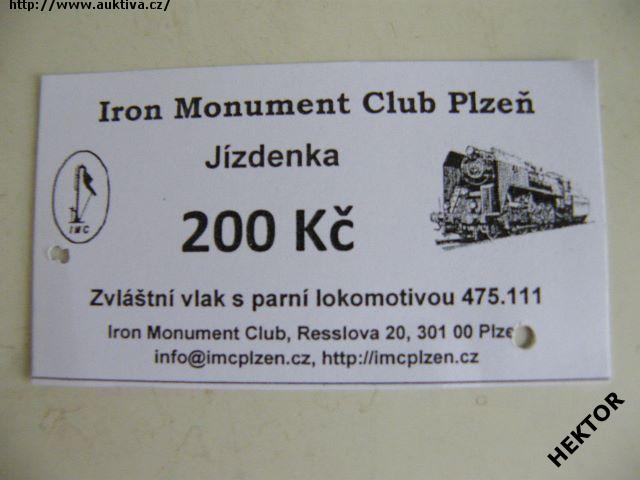 http://www.auktiva.cz/
Iron Monument Club Plzeň
Jízdenka
IMC
200 Kč
Zvláštní vlak s parní lokomotivou 475.111
Iron Monument Club, Resslova 20, 301 00 Plze
info@imcplzen.cz, http://imcplzen.cz
HEKTOR